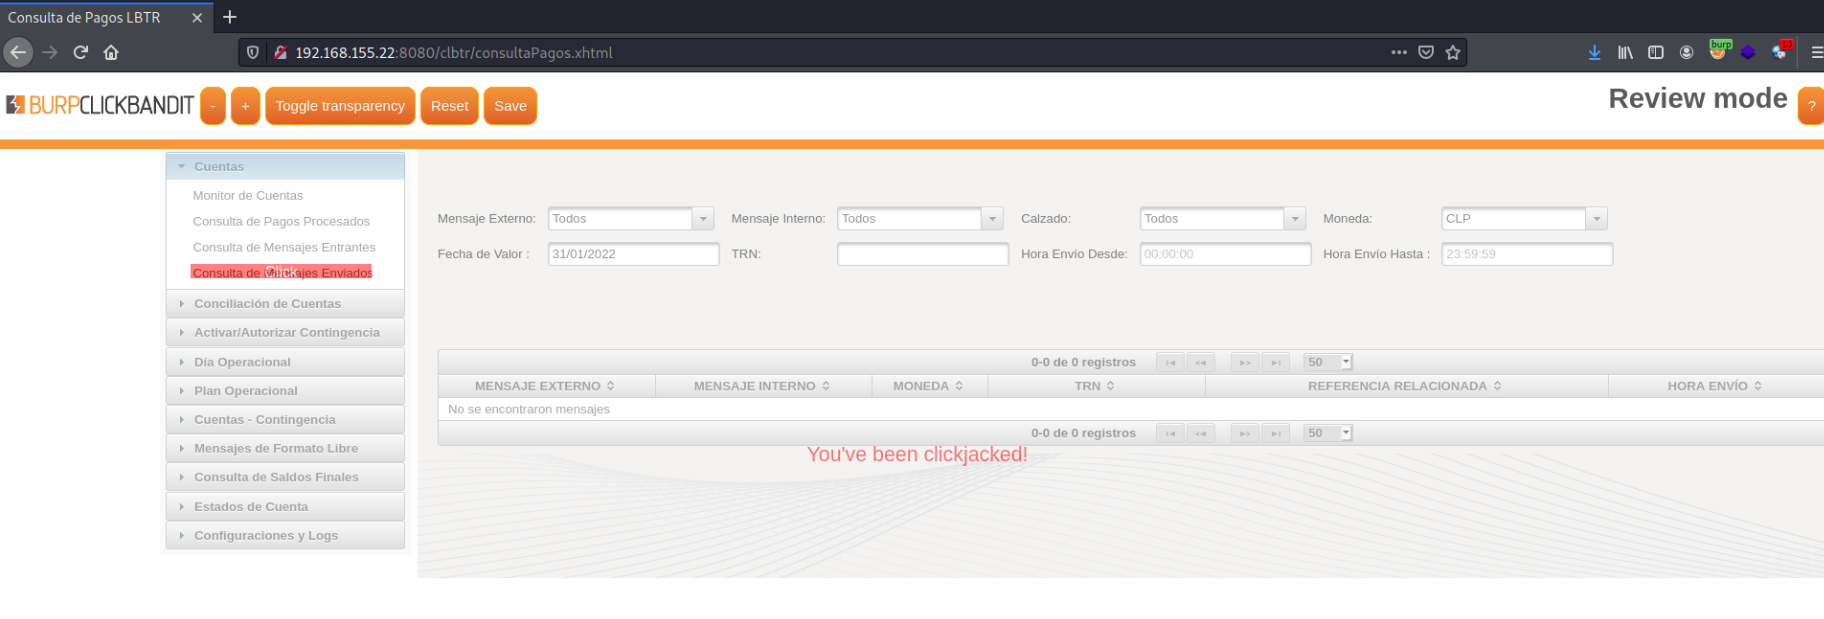 Consulta de Pagos LBTR
192.168.155.22:8080/clbtr/consultaPagos.xhtml
burp
10
BURPCLICKBANDIT - + Toggle transparency Reset Save Review mode ?
Cuentas
Monitor de Cuentas
Consulta de Pagos Procesados
Consulta de Mensajes Entrantes
Consulta de Mensajes Enviados
Click
Conciliación de Cuentas
Activar/Autorizar Contingencia
Día Operacional
Plan Operacional
Cuentas - Contingencia
Mensajes de Formato Libre
Consulta de Saldos Finales
Estados de Cuenta
Configuraciones y Logs
Mensaje Externo: Todos Mensaje Interno: Todos Calzado: Todos Moneda: CLP
Fecha de Valor : 31/01/2022 TRN: Hora Envío Desde: 00:00:00 Hora Envío Hasta : 23:59:59
0-0 de 0 registros 50
MENSAJE EXTERNO MENSAJE INTERNO MONEDA TRN REFERENCIA RELACIONADA HORA ENVÍO
No se encontraron mensajes
0-0 de 0 registros 50
You've been clickjacked!